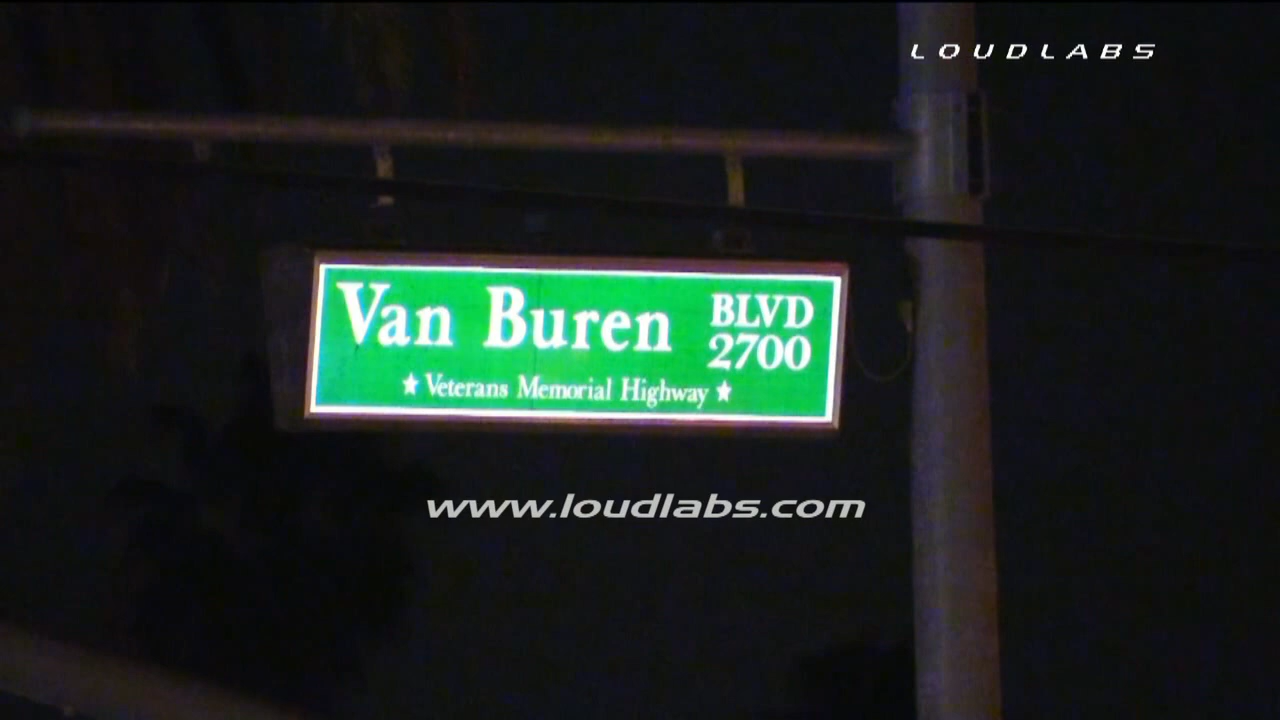 LOUDLABS
Van Buren BLVD
2700
★ Veterans Memorial Highway ★
www.loudlabs.com